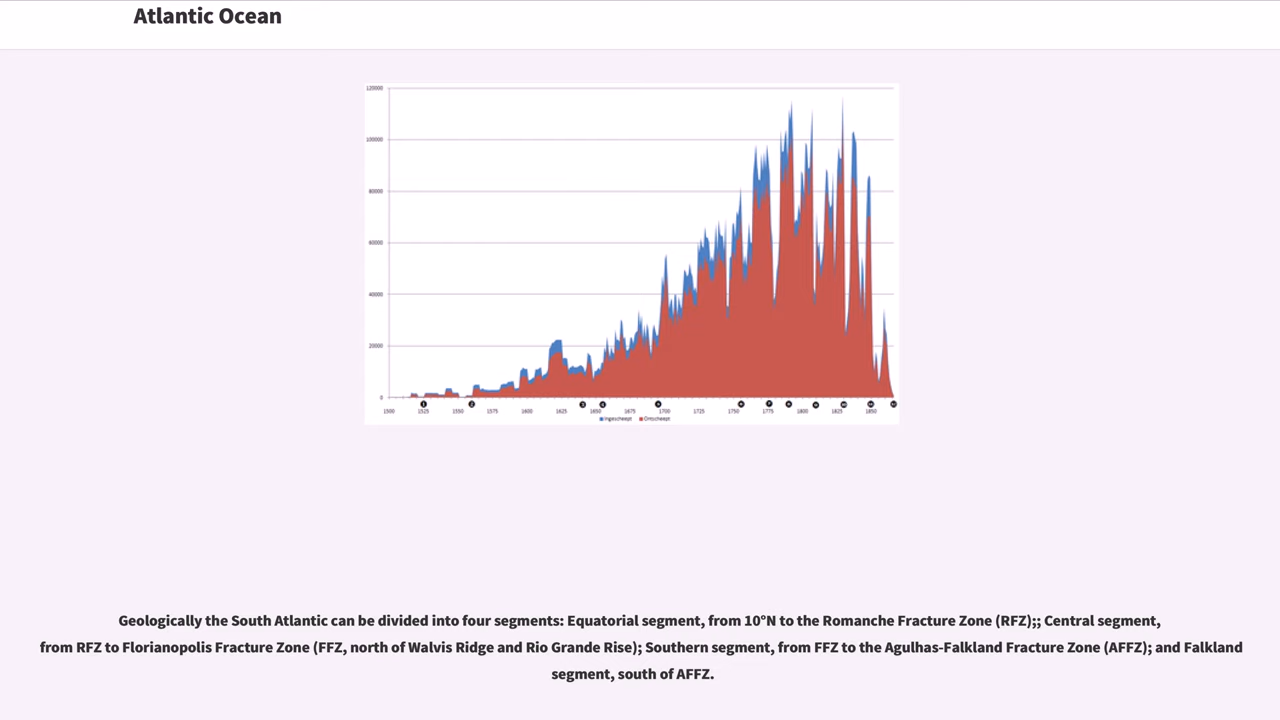 Atlantic Ocean
120000
100000
80000
60000
40000
20000
0
1500 1525 1550 1575 1600 1625 1650 1675 1700 1725 1750 1775 1800 1825 1850
Ingescheept Ontscheept
Geologically the South Atlantic can be divided into four segments: Equatorial segment, from 10°N to the Romanche Fracture Zone (RFZ);; Central segment,
from RFZ to Florianopolis Fracture Zone (FFZ, north of Walvis Ridge and Rio Grande Rise); Southern segment, from FFZ to the Agulhas-Falkland Fracture Zone (AFFZ); and Falkland
segment, south of AFFZ.